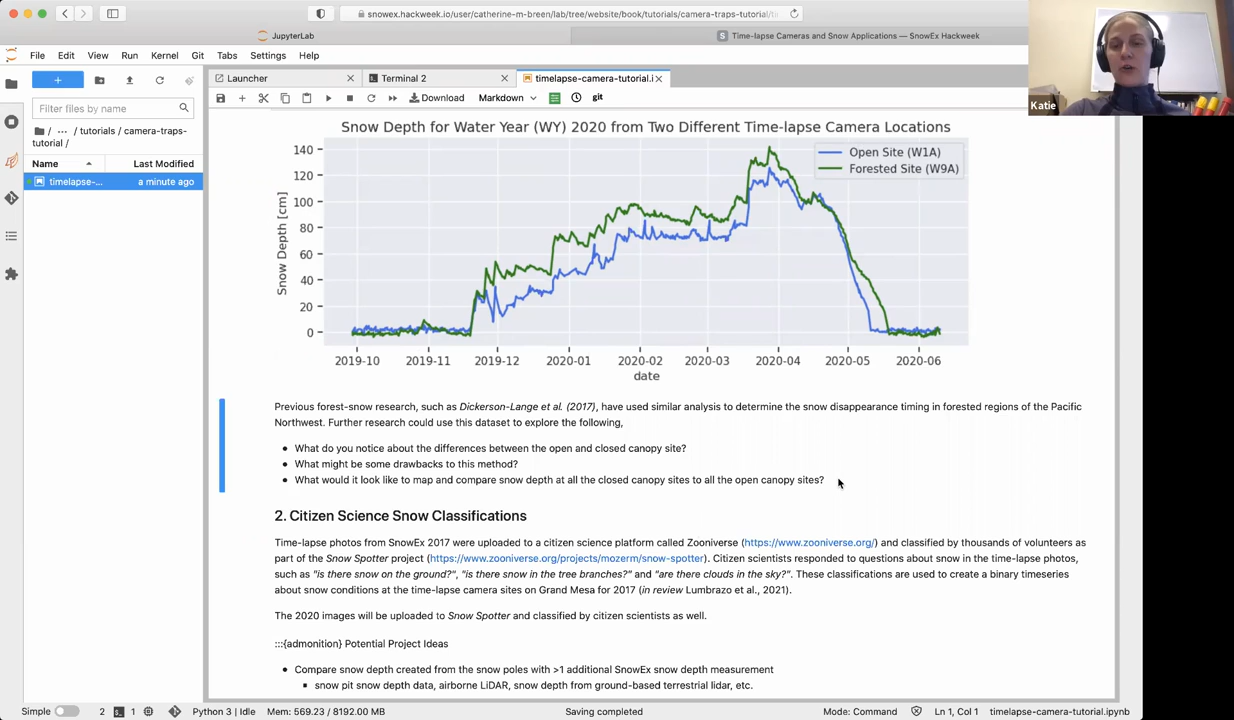 snowex.hackweek.io/user/catherine-m-breen/lab/tree/website/book/tutorials/camera-traps-tutorial/
JupyterLab
S Time-lapse Cameras and Snow Applications — SnowEx Hackweek
File Edit View Run Kernel Git Tabs Settings Help
Katie
+
Launcher Terminal 2 timelapse-camera-tutorial.i
Filter files by name
Download Markdown git
/ ... / tutorials / camera-traps-
tutorial /
Name Last Modified
timelapse-... a minute ago
Snow Depth for Water Year (WY) 2020 from Two Different Time-lapse Camera Locations
Open Site (W1A)
Forested Site (W9A)
Snow Depth [cm]
140
120
100
80
60
40
20
0
2019-10 2019-11 2019-12 2020-01 2020-02 2020-03 2020-04 2020-05 2020-06
date
Previous forest-snow research, such as Dickerson-Lange et al. (2017), have used similar analysis to determine the snow disappearance timing in forested regions of the Pacific
Northwest. Further research could use this dataset to explore the following,
• What do you notice about the differences between the open and closed canopy site?
• What might be some drawbacks to this method?
• What would it look like to map and compare snow depth at all the closed canopy sites to all the open canopy sites?
2. Citizen Science Snow Classifications
Time-lapse photos from SnowEx 2017 were uploaded to a citizen science platform called Zooniverse (https://www.zooniverse.org/) and classified by thousands of volunteers as
part of the Snow Spotter project (https://www.zooniverse.org/projects/mozerm/snow-spotter). Citizen scientists responded to questions about snow in the time-lapse photos,
such as "is there snow on the ground?", "is there snow in the tree branches?" and "are there clouds in the sky?". These classifications are used to create a binary timeseries
about snow conditions at the time-lapse camera sites on Grand Mesa for 2017 (in review Lumbrazo et al., 2021).
The 2020 images will be uploaded to Snow Spotter and classified by citizen scientists as well.
:::{admonition} Potential Project Ideas
• Compare snow depth created from the snow poles with >1 additional SnowEx snow depth measurement
▪ snow pit snow depth data, airborne LiDAR, snow depth from ground-based terrestrial lidar, etc.
Simple 2 1 Python 3 | Idle Mem: 569.23 / 8192.00 MB Saving completed Mode: Command Ln 1, Col 1 timelapse-camera-tutorial.ipynb